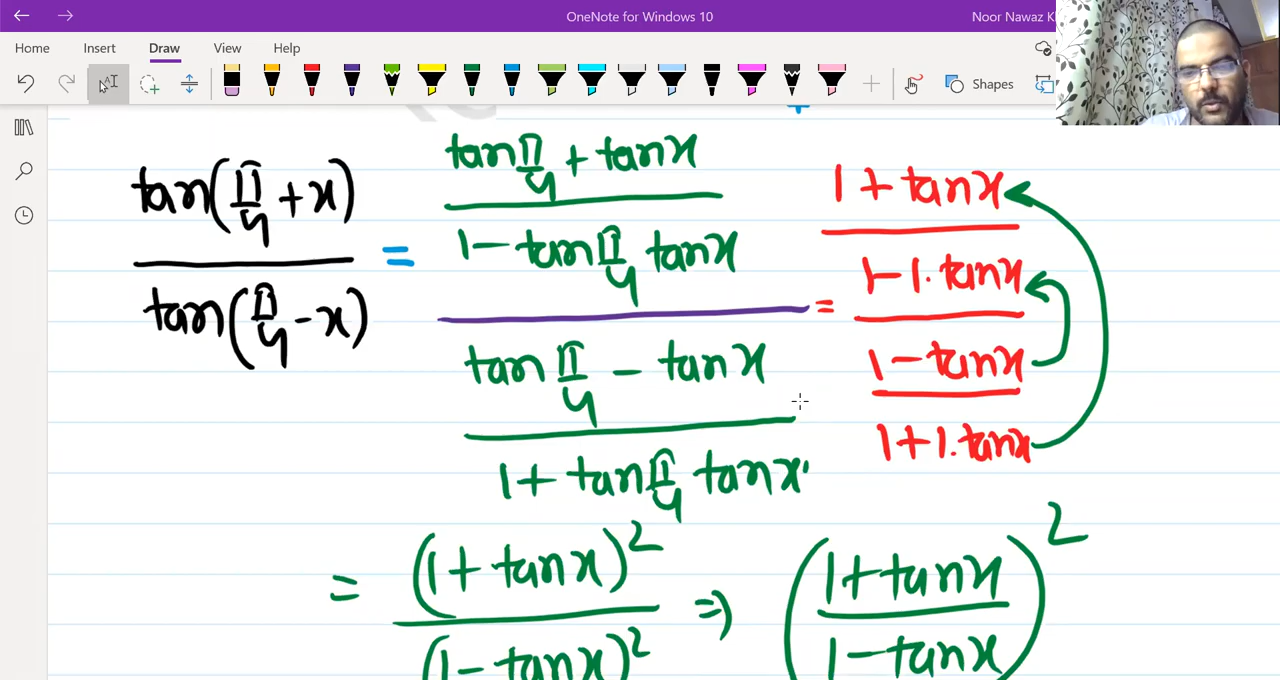 OneNote for Windows 10
Noor Nawaz K
Home Insert Draw View Help
Shapes
tan(π/4 + x) / tan(π/4 - x) = ((tan π/4 + tan x) / (1 - tan π/4 tan x)) / ((tan π/4 - tan x) / (1 + tan π/4 tan x)) = ((1 + tan x) / (1 - 1. tan x)) / ((1 - tan x) / (1 + 1. tan x))
= (1 + tan x)² / (1 - tan x)² ⇒ ((1 + tan x) / (1 - tan x))²